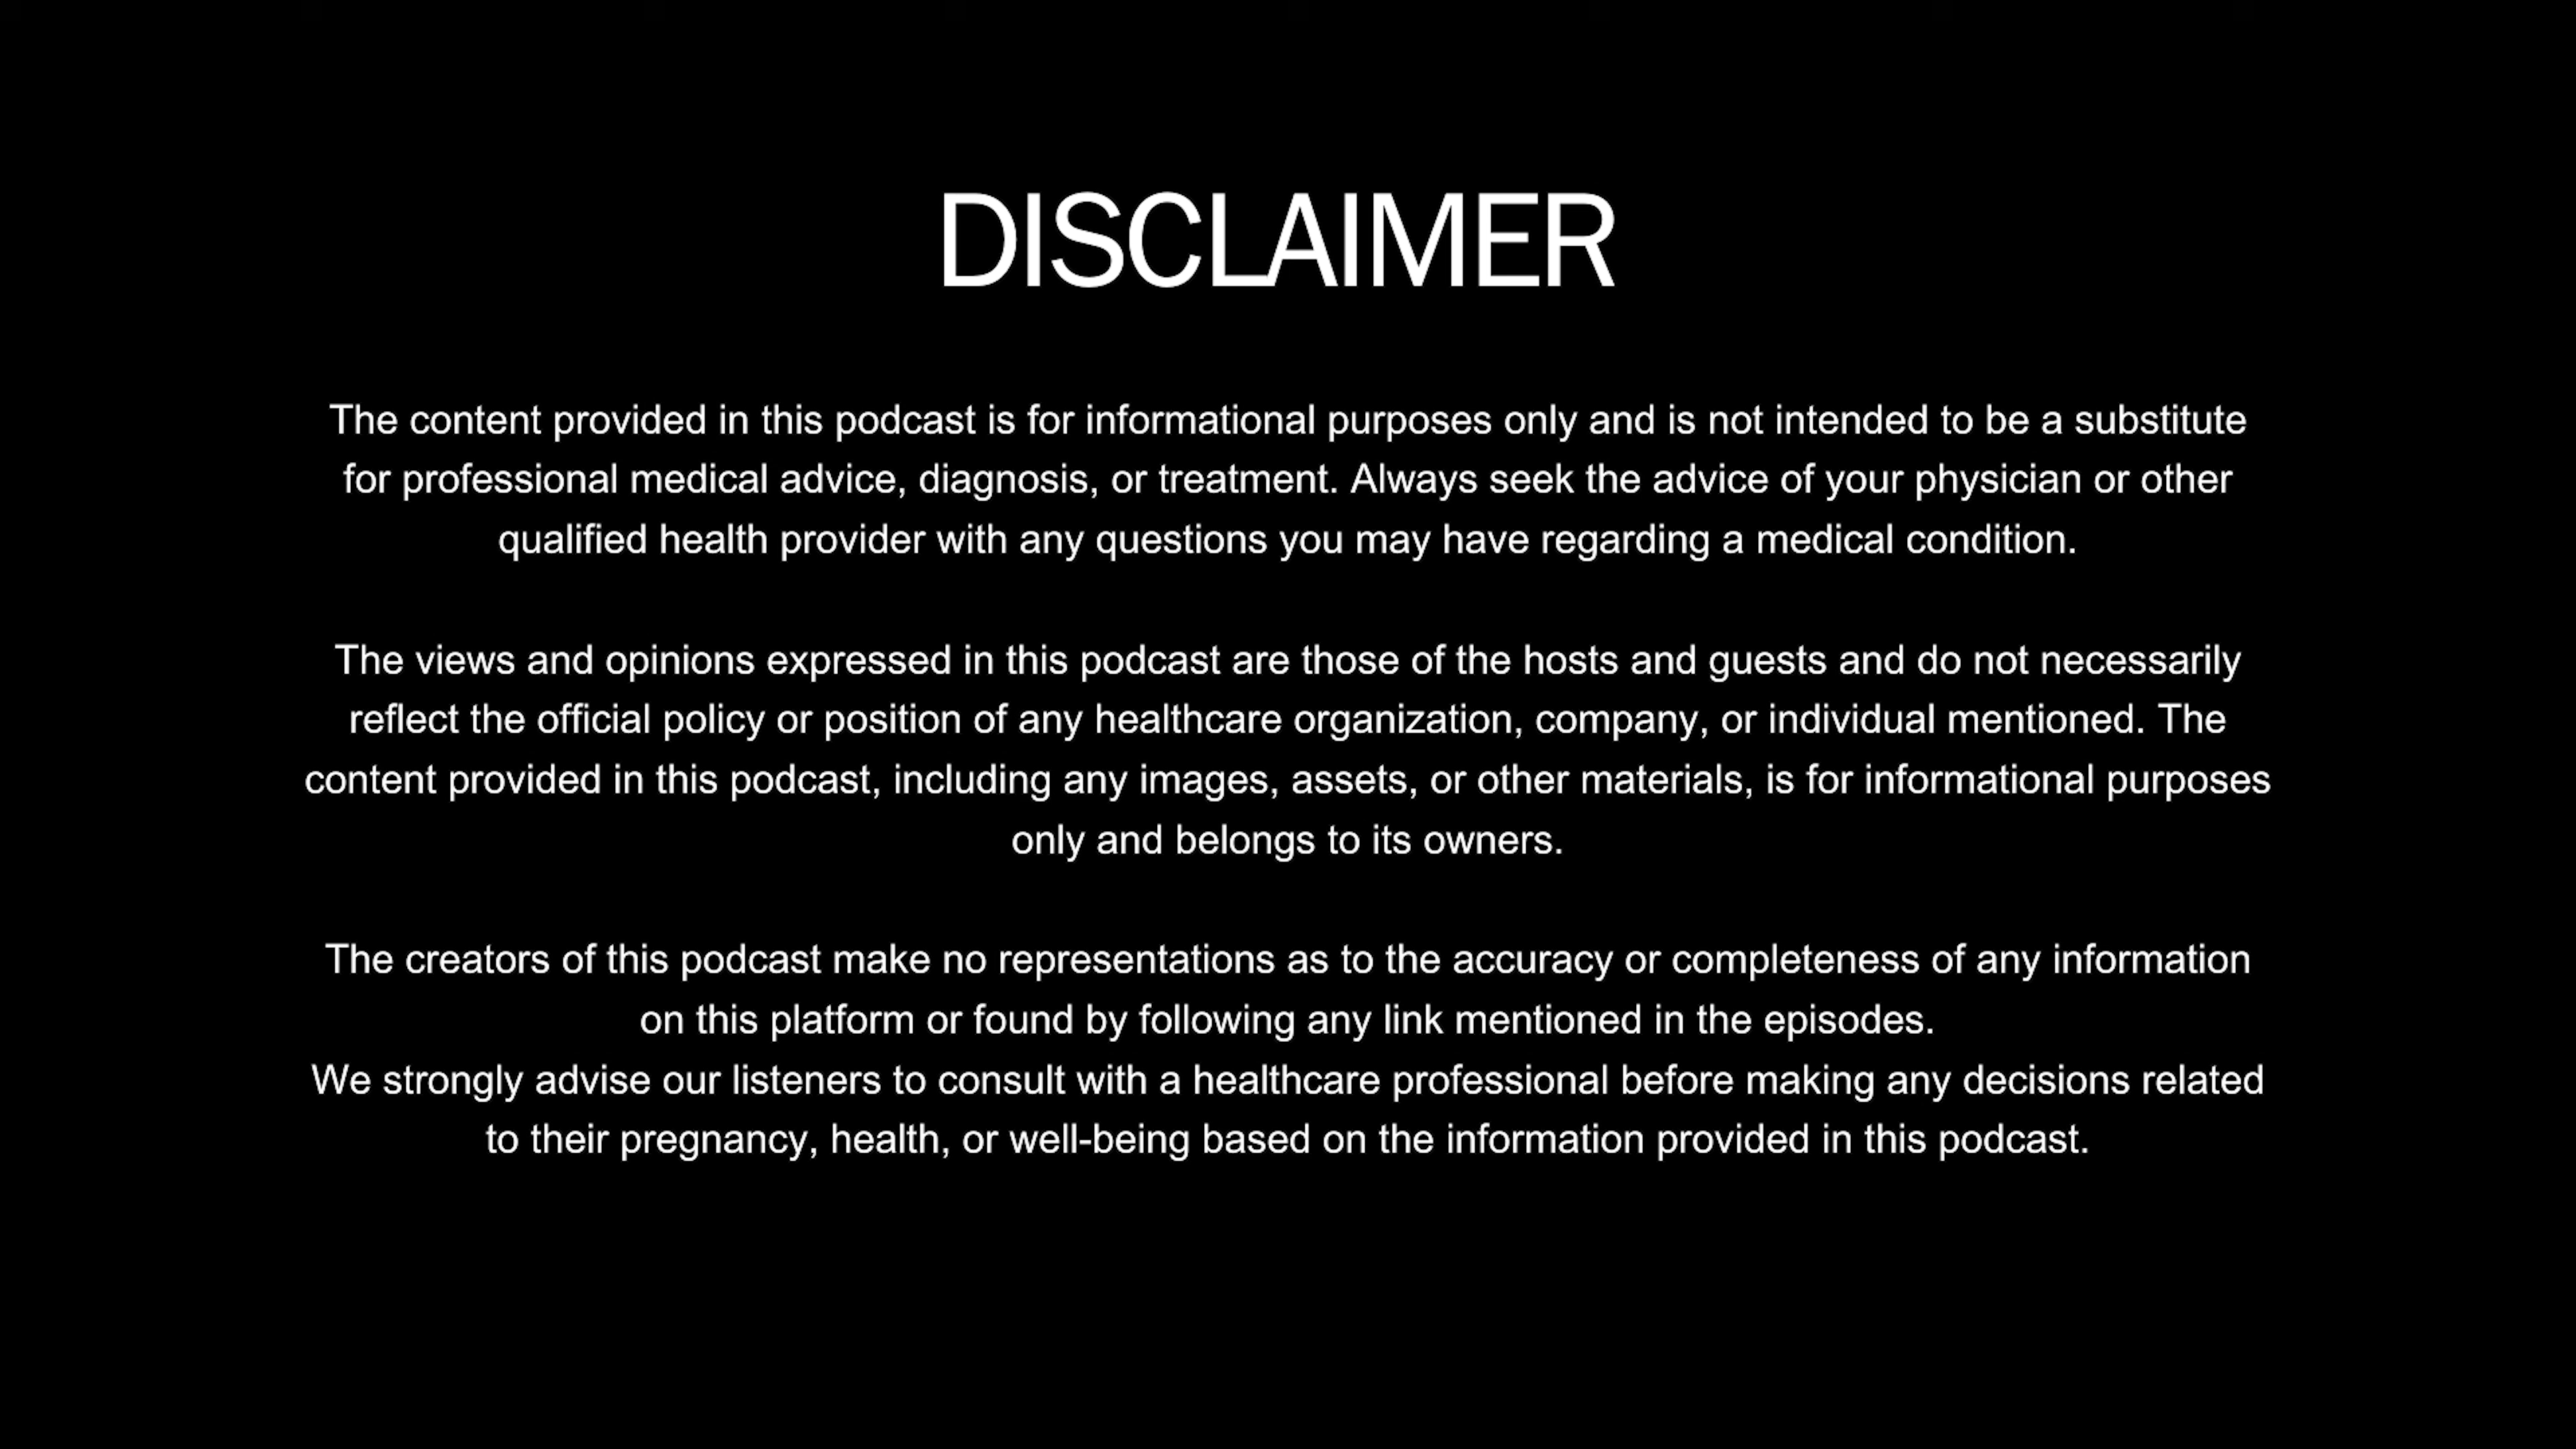 DISCLAIMER
The content provided in this podcast is for informational purposes only and is not intended to be a substitute
for professional medical advice, diagnosis, or treatment. Always seek the advice of your physician or other
qualified health provider with any questions you may have regarding a medical condition.
The views and opinions expressed in this podcast are those of the hosts and guests and do not necessarily
reflect the official policy or position of any healthcare organization, company, or individual mentioned. The
content provided in this podcast, including any images, assets, or other materials, is for informational purposes
only and belongs to its owners.
The creators of this podcast make no representations as to the accuracy or completeness of any information
on this platform or found by following any link mentioned in the episodes.
We strongly advise our listeners to consult with a healthcare professional before making any decisions related
to their pregnancy, health, or well-being based on the information provided in this podcast.